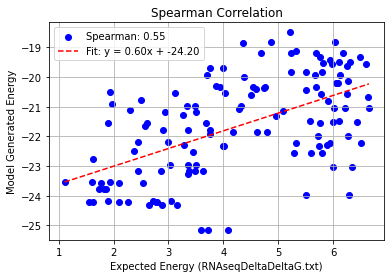 Spearman Correlation
Spearman: 0.55
Fit: y = 0.60x + -24.20
−19
−20
−21
−22
−23
−24
−25
Model Generated Energy
1
2
3
4
5
6
Expected Energy (RNAseqDeltaDeltaG.txt)